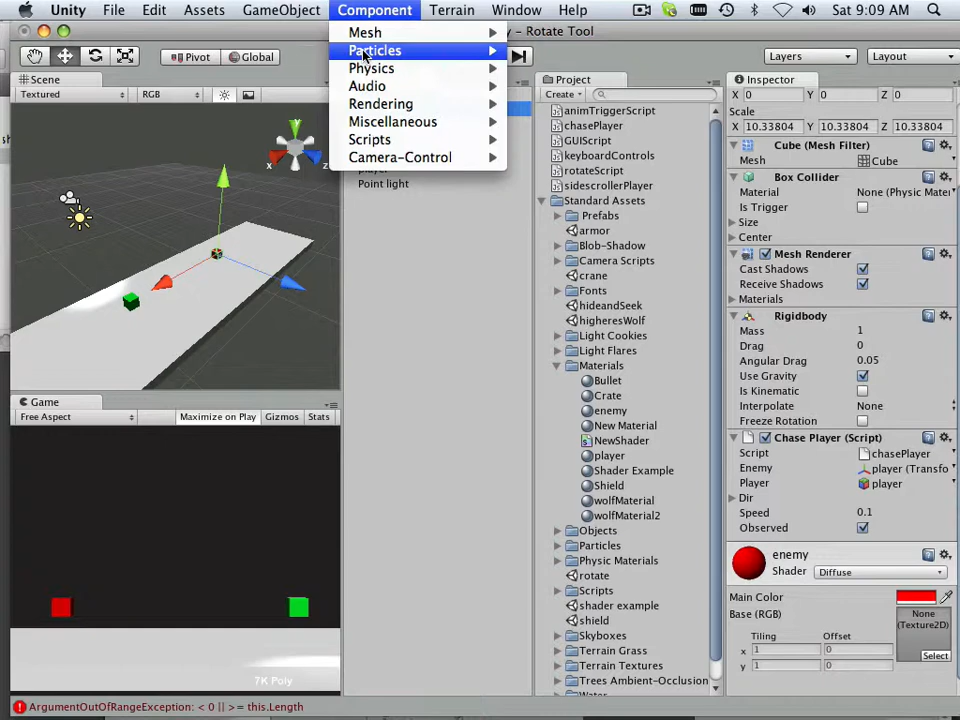 Unity File Edit Assets GameObject Component Terrain Window Help Sat 9:09 AM
- Rotate Tool
Pivot Global Layers Layout
Mesh
Particles
Physics
Audio
Rendering
Miscellaneous
Scripts
Camera-Control
Point light
Scene
Textured RGB
y
x
z
Game
Free Aspect Maximize on Play Gizmos Stats
7K Poly
Project
Create
animTriggerScript
chasePlayer
GUIScript
keyboardControls
rotateScript
sidescrollerPlayer
Standard Assets
Prefabs
armor
Blob-Shadow
Camera Scripts
crane
Fonts
hideandSeek
higheresWolf
Light Cookies
Light Flares
Materials
Bullet
Crate
enemy
New Material
NewShader
player
Shader Example
Shield
wolfMaterial
wolfMaterial2
Objects
Particles
Physic Materials
rotate
Scripts
shader example
shield
Skyboxes
Terrain Grass
Terrain Textures
Trees Ambient-Occlusion
Water
Inspector
X 0 Y 0 Z 0
Scale
X 10.33804 Y 10.33804 Z 10.93804
Cube (Mesh Filter)
Mesh Cube
Box Collider
Material None (Physic Mater
Is Trigger
Size
Center
Mesh Renderer
Cast Shadows
Receive Shadows
Materials
Rigidbody
Mass 1
Drag 0
Angular Drag 0.05
Use Gravity
Is Kinematic
Interpolate None
Freeze Rotation
Chase Player (Script)
Script chasePlayer
Enemy player (Transfo
Player player
Dir
Speed 0.1
Observed
enemy
Shader Diffuse
Main Color
Base (RGB) None (Texture2D)
Tiling Offset
x 1 0
y 1 0
Select
ArgumentOutOfRangeException: < 0 || >= this.Length